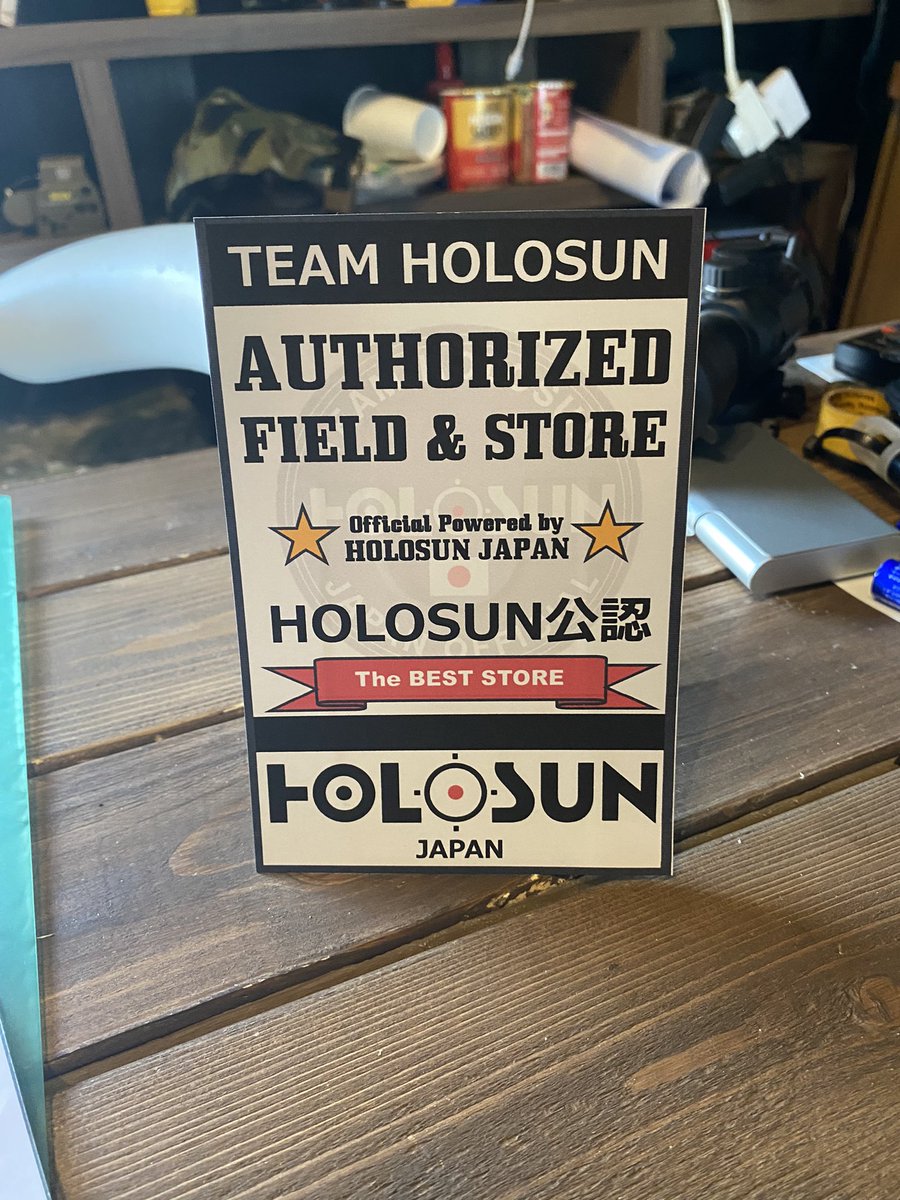 TEAM HOLOSUN
AUTHORIZED
FIELD & STORE
Official Powered by
HOLOSUN JAPAN
HOLOSUN公認
The BEST STORE
HOLOSUN
JAPAN